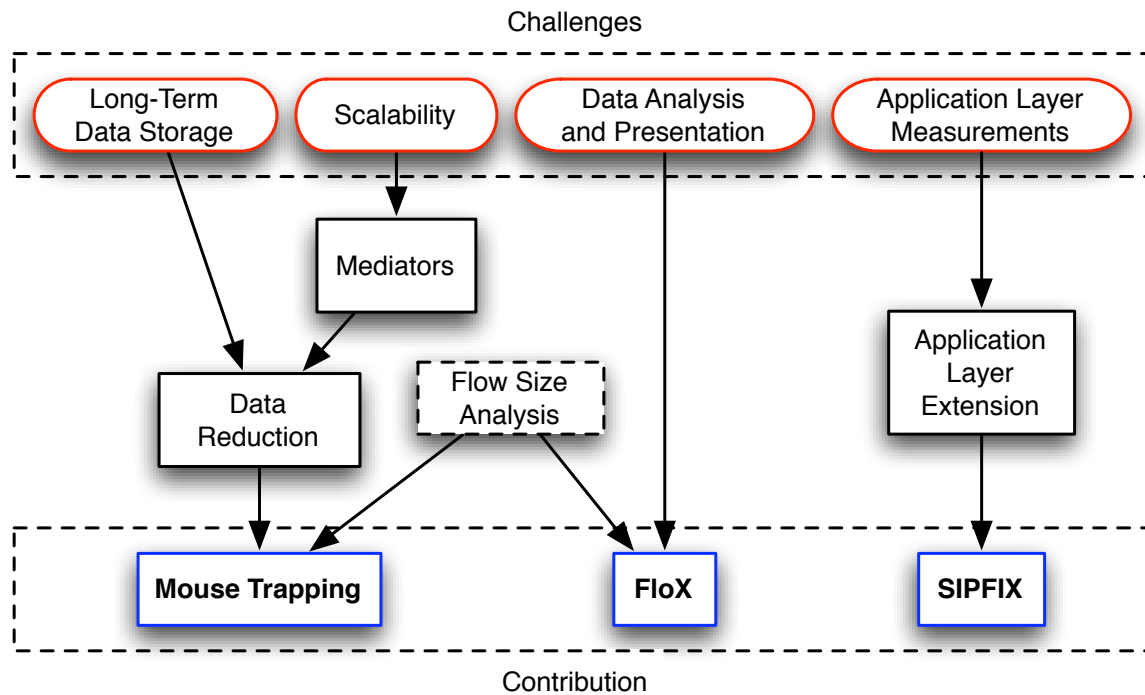 Challenges
Long-Term
Data Storage
Scalability
Data Analysis
and Presentation
Application Layer
Measurements
Mediators
Application
Layer
Extension
Flow Size
Analysis
Data
Reduction
Mouse Trapping
FloX
SIPFIX
Contribution